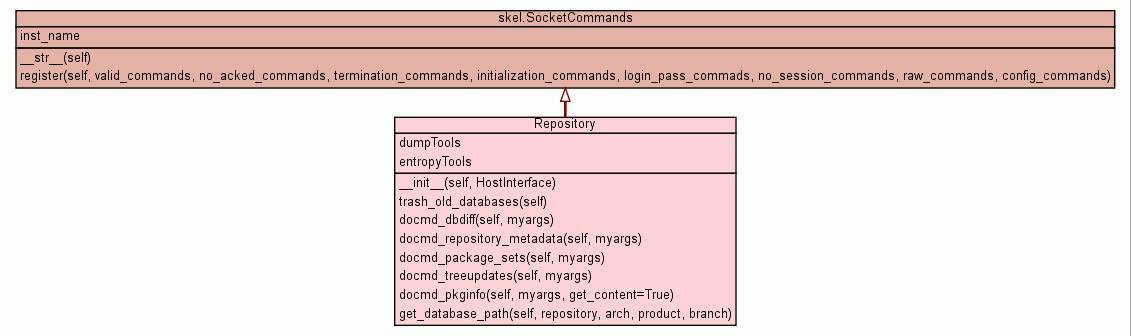 skel.SocketCommands
inst_name
__str__(self)
register(self, valid_commands, no_acked_commands, termination_commands, initialization_commands, login_pass_commads, no_session_commands, raw_commands, config_commands)
Repository
dumpTools
entropyTools
__init__(self, HostInterface)
trash_old_databases(self)
docmd_dbdiff(self, myargs)
docmd_repository_metadata(self, myargs)
docmd_package_sets(self, myargs)
docmd_treeupdates(self, myargs)
docmd_pkginfo(self, myargs, get_content=True)
get_database_path(self, repository, arch, product, branch)